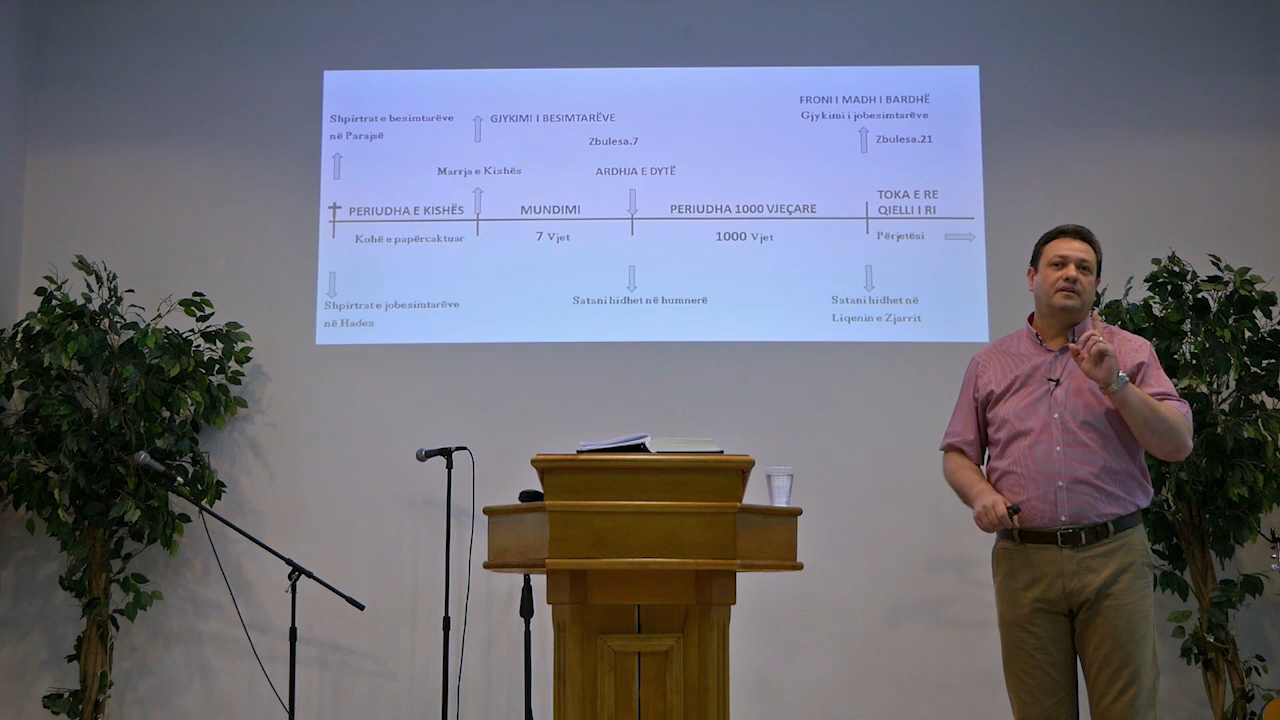 FRONI I MADH I BARDHË
Gjykimi i jobesimtarëve
Shpirtrat e besimtarëve
në Parajsë
GJYKIMI I BESIMTARËVE
Zbulesa.7
Zbulesa.21
Marrja e Kishës
ARDHJA E DYTË
PERIUDHA E KISHËS
MUNDIMI
PERIUDHA 1000 VJEÇARE
TOKA E RE
QIELLI I RI
Kohë e papërcaktuar
7 Vjet
1000 Vjet
Përjetësi
Shpirtrat e jobesimtarëve
në Hades
Satani hidhet në humnerë
Satani hidhet në
Liqenin e Zjarrit